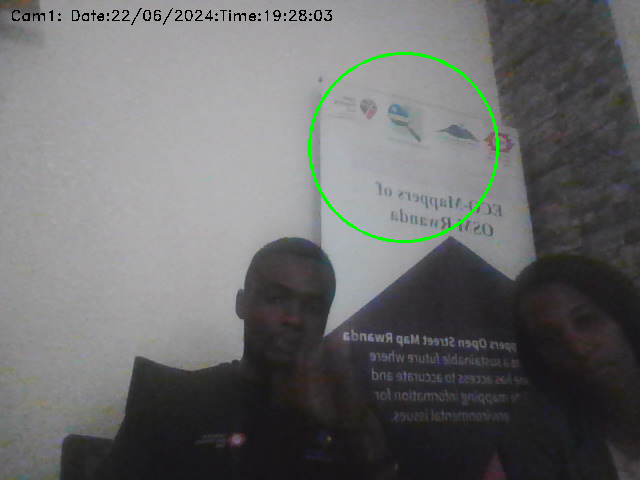 Cam1: Date:22/06/2024:Time:19:28:03
ECO-Mappers of
OSM Rwanda
ppers Open Street Map Rwanda
a sustainable future where
has access to accurate and
mapping information for
environmental issues.